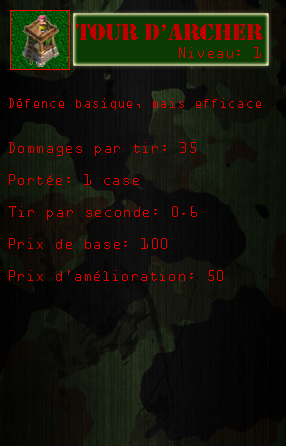 TOUR D'ARCHER
Niveau: 1
Défence basique, mais efficace
Dommages par tir: 35
Portée: 1 case
Tir par seconde: 0.6
Prix de base: 100
Prix d'amélioration: 50